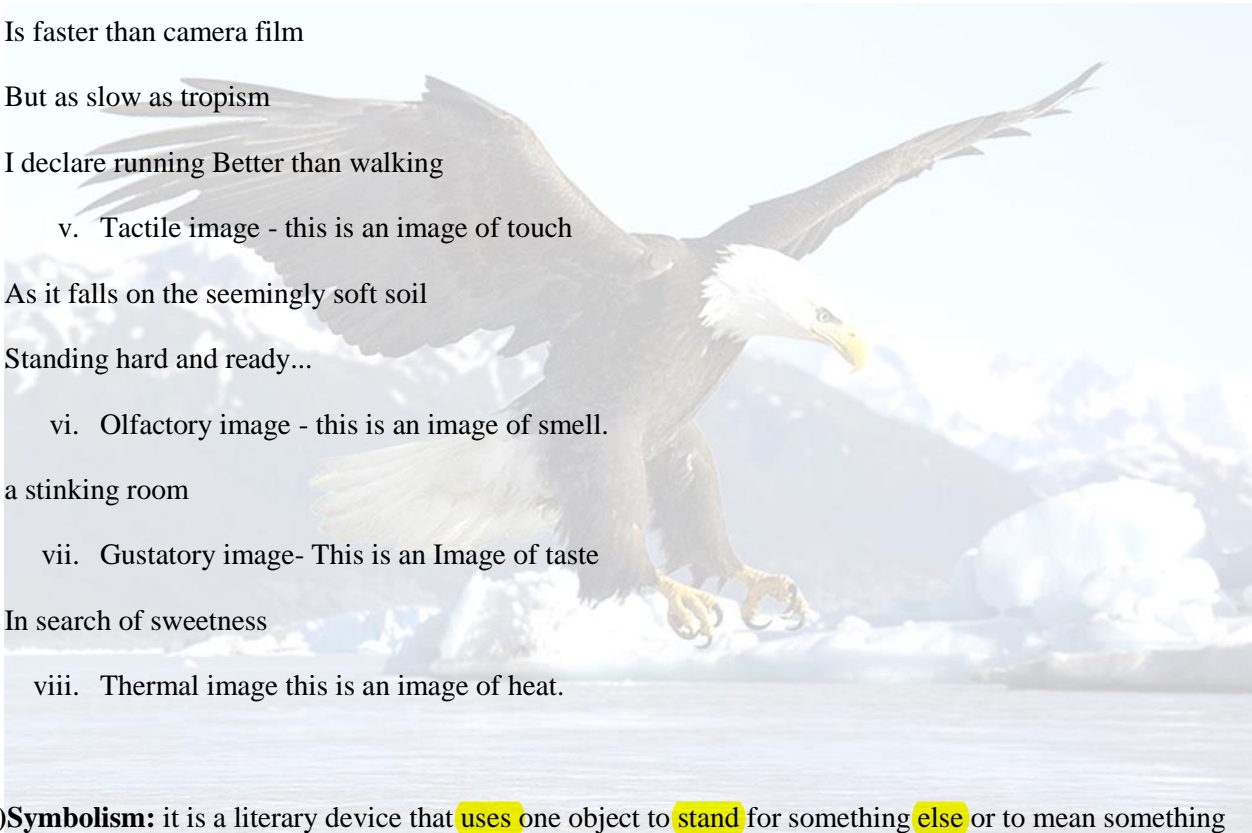 Is faster than camera film
But as slow as tropism
I declare running Better than walking
v. Tactile image - this is an image of touch
As it falls on the seemingly soft soil
Standing hard and ready...
vi. Olfactory image - this is an image of smell.
a stinking room
vii. Gustatory image- This is an Image of taste
In search of sweetness
viii. Thermal image this is an image of heat.
)Symbolism: it is a literary device that uses one object to stand for something else or to mean something